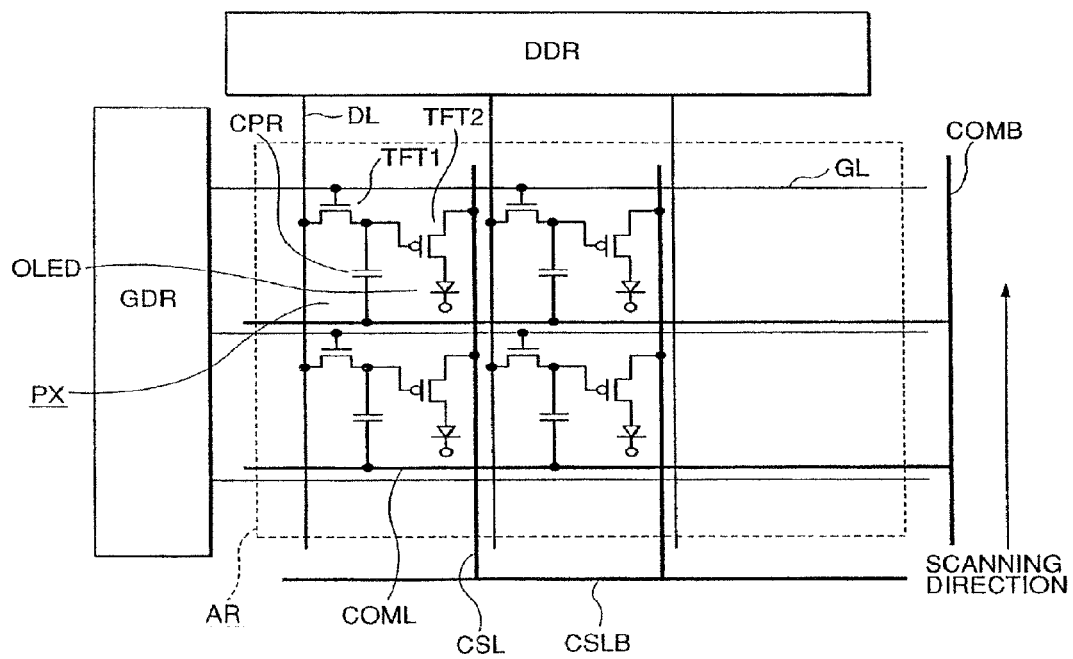 DDR
CPR
DL
TFT2
COMB
TFT1
GL
OLED
GDR
PX
SCANNING
DIRECTION
AR
COML
CSL
CSLB